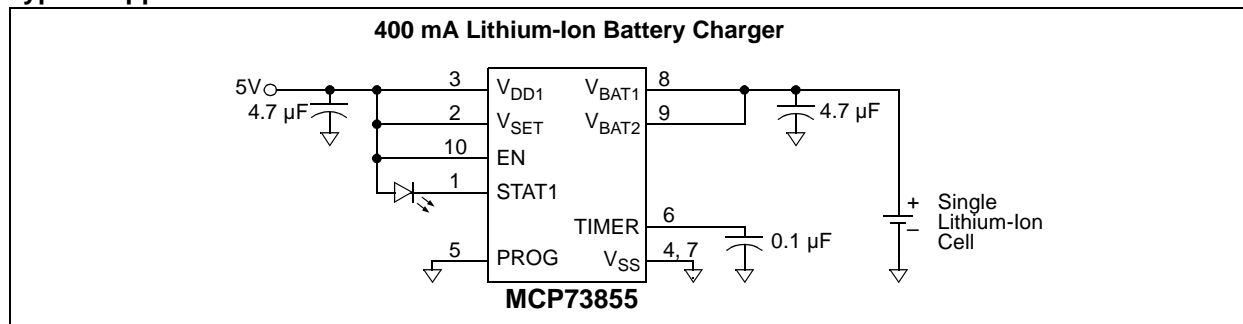 400 mA Lithium-Ion Battery Charger
5V
4.7 µF
3
VDD1
2
VSET
10
EN
1
STAT1
5
PROG
VBAT1
8
VBAT2
9
4.7 µF
TIMER
6
0.1 µF
VSS
4, 7
+
–
Single
Lithium-Ion
Cell
MCP73855